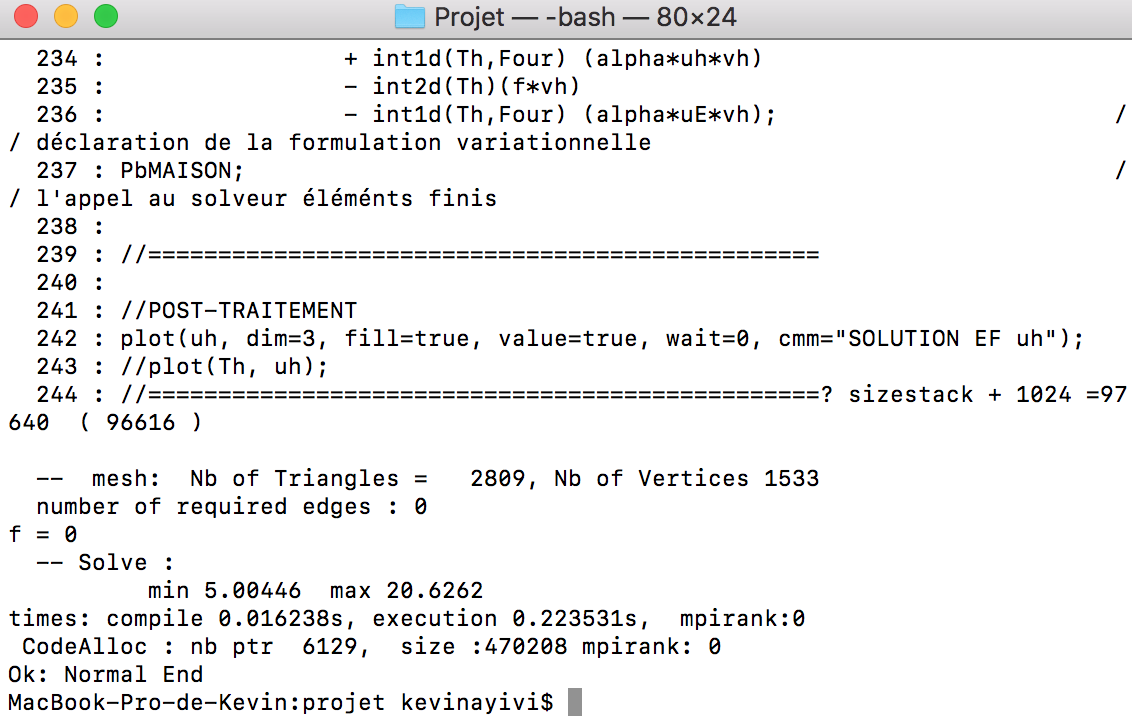 Projet — -bash — 80×24
234 : + int1d(Th,Four) (alpha*uh*vh)
235 : - int2d(Th)(f*vh)
236 : - int1d(Th,Four) (alpha*uE*vh); /
/ déclaration de la formulation variationnelle
237 : PbMAISON; /
/ l'appel au solveur éléménts finis
238 :
239 : //================================================
240 :
241 : //POST-TRAITEMENT
242 : plot(uh, dim=3, fill=true, value=true, wait=0, cmm="SOLUTION EF uh");
243 : //plot(Th, uh);
244 : //================================================? sizestack + 1024 =97
640 ( 96616 )
-- mesh: Nb of Triangles = 2809, Nb of Vertices 1533
number of required edges : 0
f = 0
-- Solve :
min 5.00446 max 20.6262
times: compile 0.016238s, execution 0.223531s, mpirank:0
CodeAlloc : nb ptr 6129, size :470208 mpirank: 0
Ok: Normal End
MacBook-Pro-de-Kevin:projet kevinayivi$